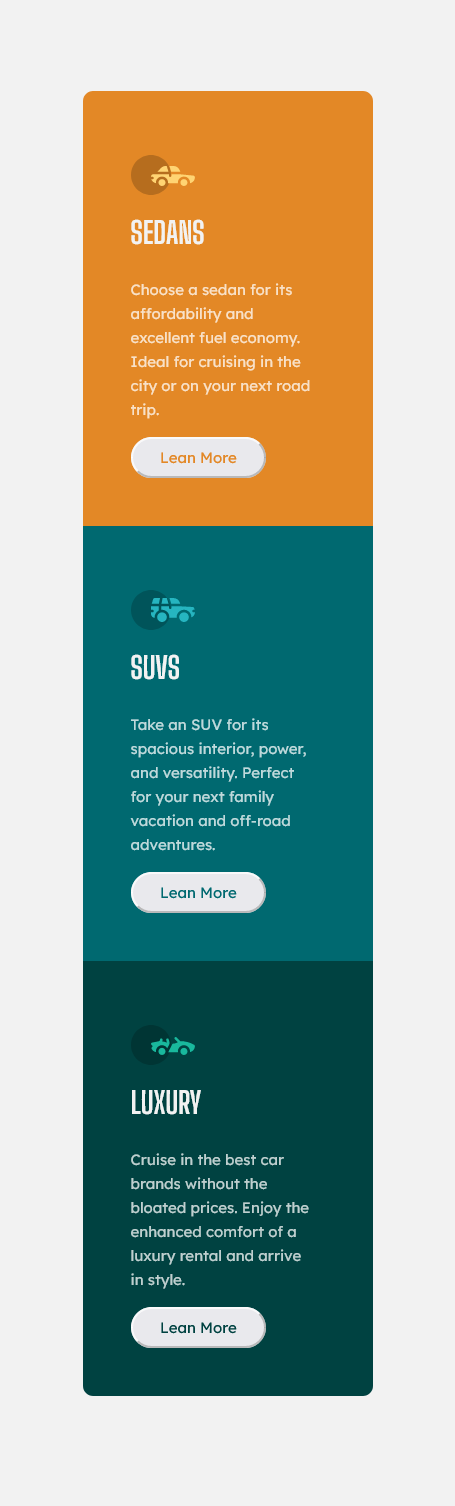 SEDANS
Choose a sedan for its
affordability and
excellent fuel economy.
Ideal for cruising in the
city or on your next road
trip.
Lean More
SUVS
Take an SUV for its
spacious interior, power,
and versatility. Perfect
for your next family
vacation and off-road
adventures.
Lean More
LUXURY
Cruise in the best car
brands without the
bloated prices. Enjoy the
enhanced comfort of a
luxury rental and arrive
in style.
Lean More